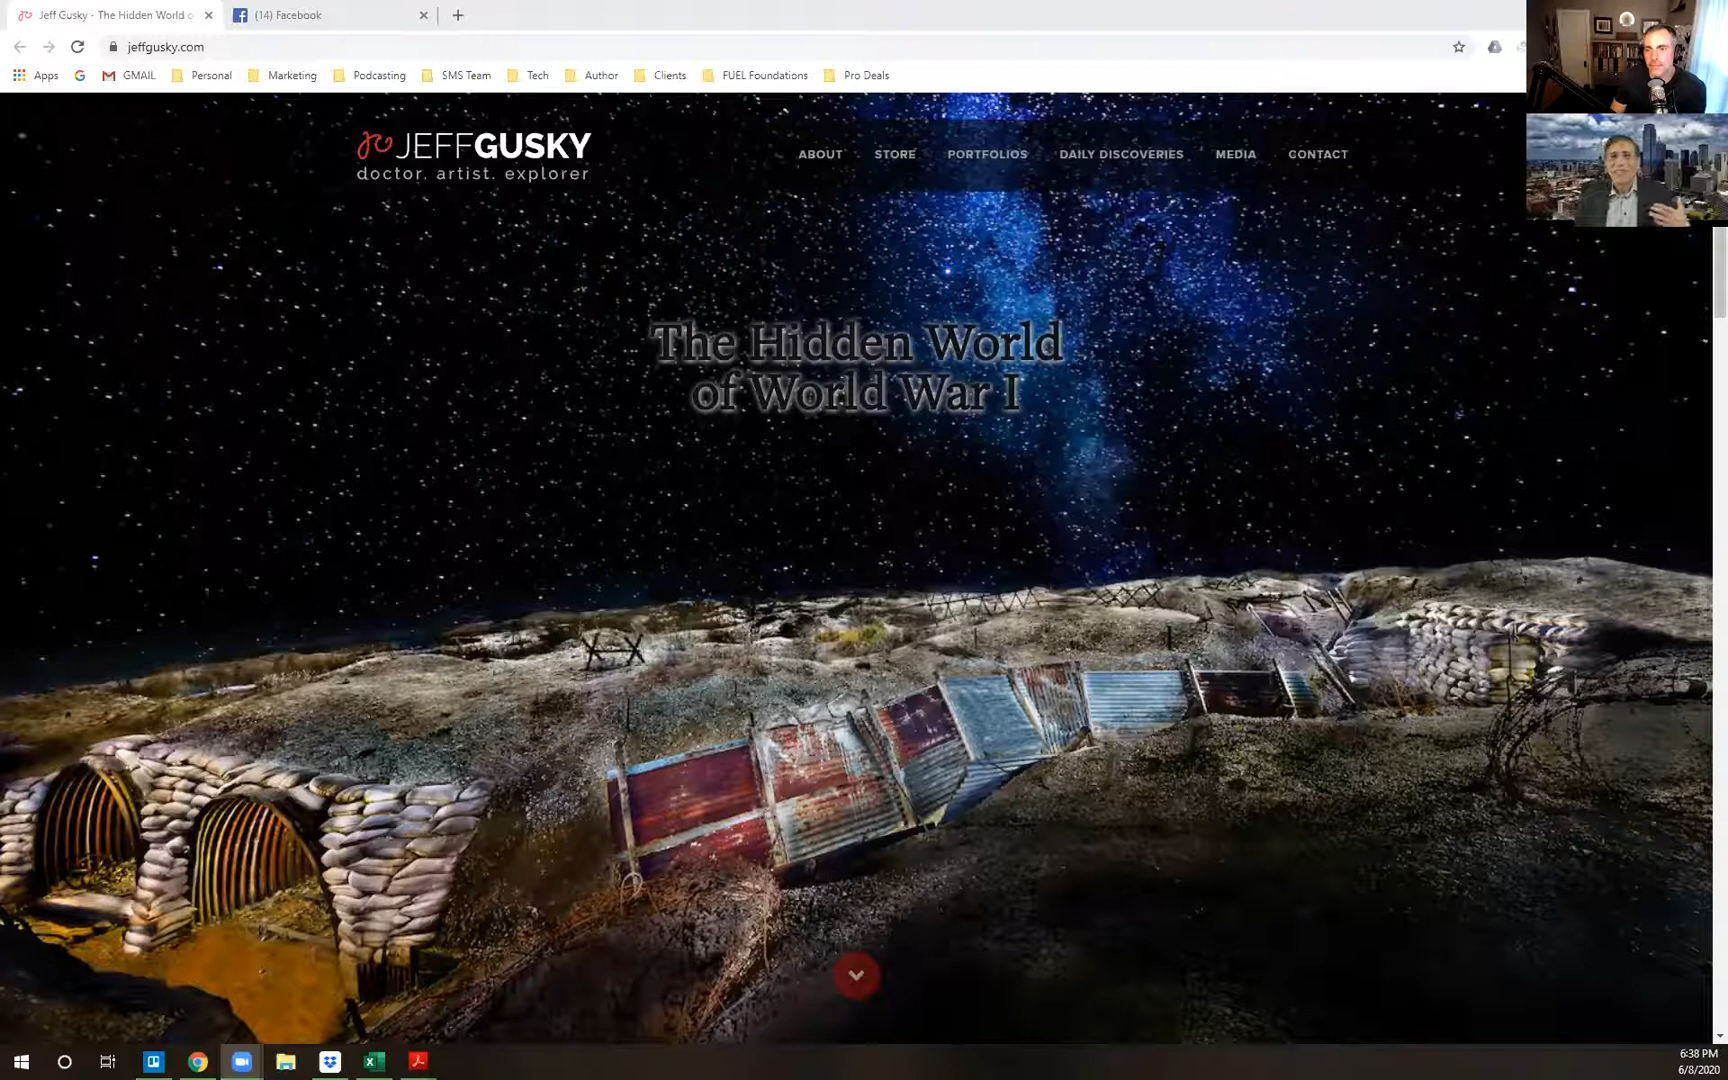 Jeff Gusky - The Hidden World o
(14) Facebook
jeffgusky.com
Apps
GMAIL
Personal
Marketing
Podcasting
SMS Team
Tech
Author
Clients
FUEL Foundations
Pro Deals
JEFFGUSKY
doctor. artist. explorer
ABOUT
STORE
PORTFOLIOS
DAILY DISCOVERIES
MEDIA
CONTACT
The Hidden World
of World War I
6:38 PM
6/8/2020